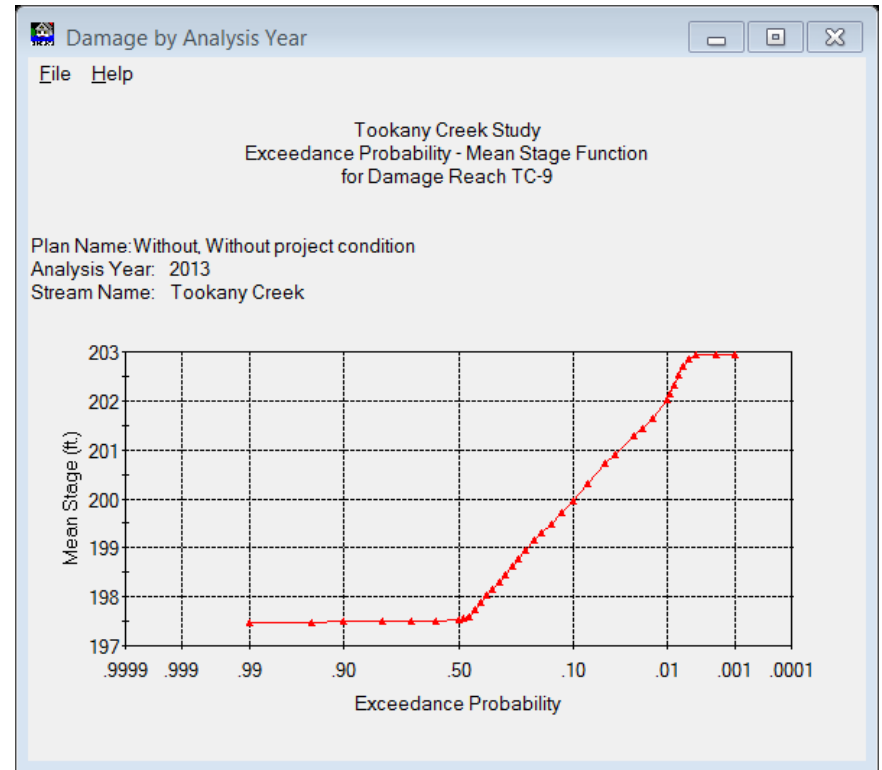 Damage by Analysis Year
File Help
Tookany Creek Study
Exceedance Probability - Mean Stage Function
for Damage Reach TC-9
Plan Name:Without, Without project condition
Analysis Year: 2013
Stream Name: Tookany Creek
203
202
201
200
199
198
197
Mean Stage (ft.)
.9999 .999 .99 .90 .50 .10 .01 .001 .0001
Exceedance Probability